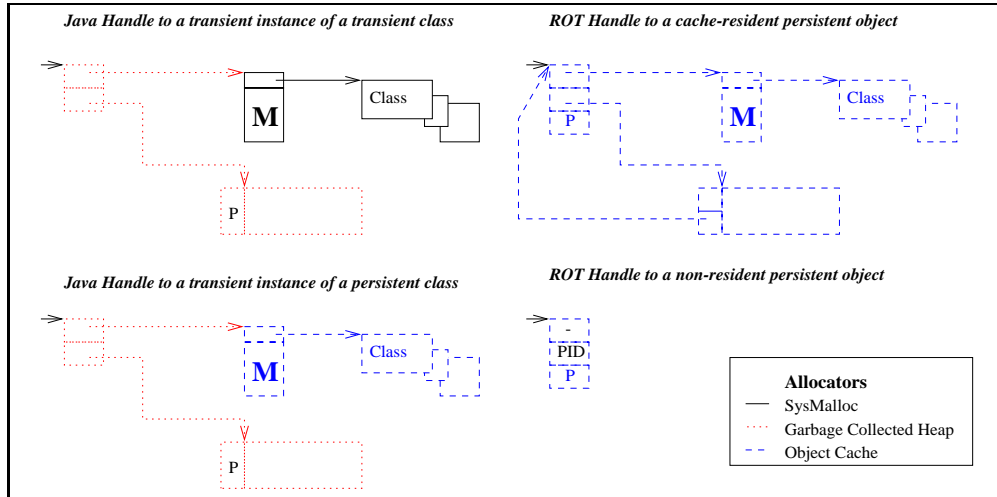 Java Handle to a transient instance of a transient class
M
Class
P
ROT Handle to a cache-resident persistent object
P
M
Class
Java Handle to a transient instance of a persistent class
M
Class
P
ROT Handle to a non-resident persistent object
-
PID
P
Allocators
SysMalloc
Garbage Collected Heap
Object Cache